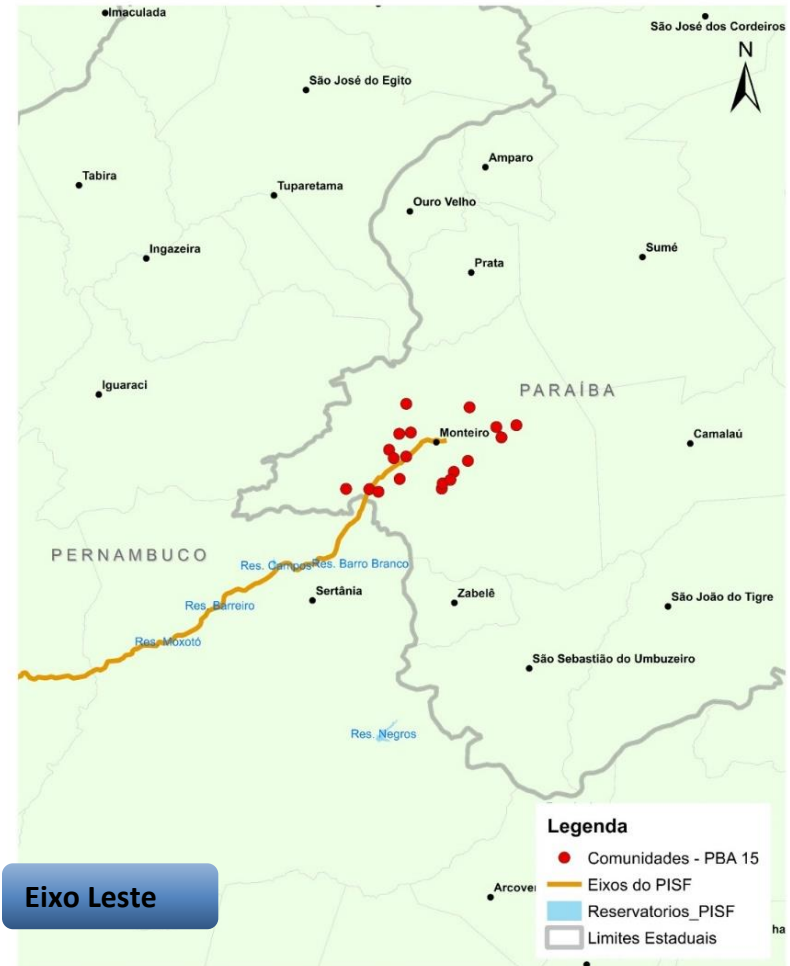 Imaculada
São José dos Cordeiros
N
São José do Egito
Amparo
Tabira
Tuparetama
Ouro Velho
Ingazeira
Sumé
Prata
Iguaraci
PARAÍBA
Monteiro
Camalaú
PERNAMBUCO
Res. Campos
Res. Barro Branco
Sertânia
Zabelê
São João do Tigre
Res. Barreiro
Res. Moxotó
São Sebastião do Umbuzeiro
Res. Negros
Legenda
Comunidades - PBA 15
Eixos do PISF
Reservatorios_PISF
Limites Estaduais
Eixo Leste
Arcover
ha